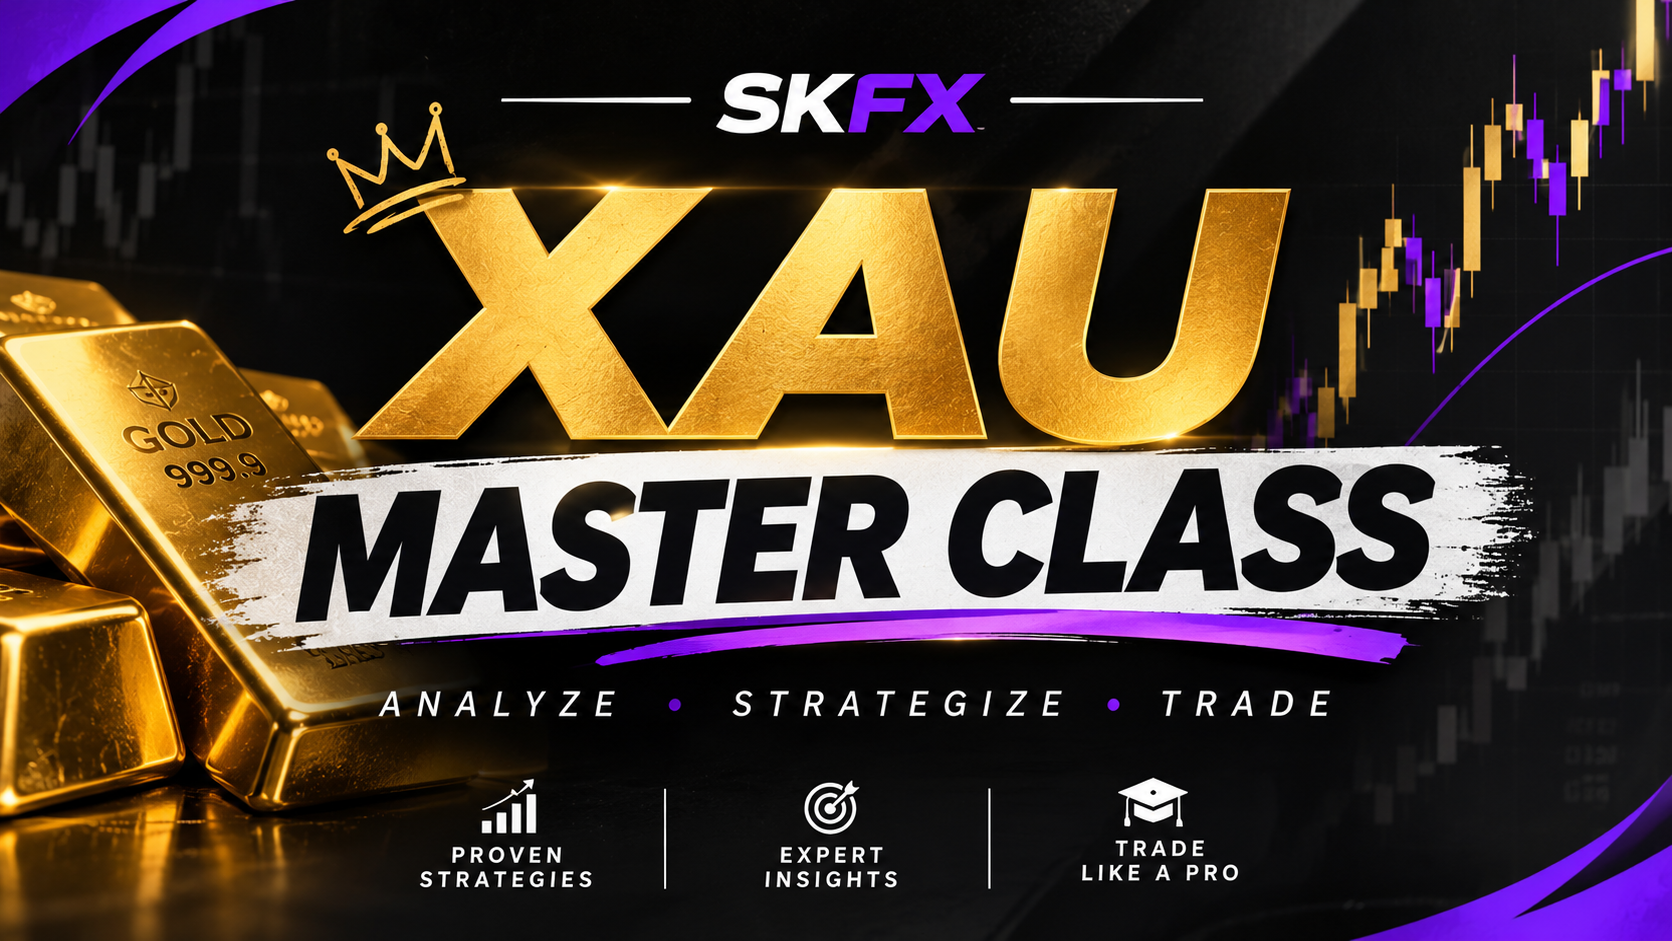 SKFX
XAU
GOLD
999.9
MASTER CLASS
ANALYZE • STRATEGIZE • TRADE
PROVEN
STRATEGIES
EXPERT
INSIGHTS
TRADE
LIKE A PRO